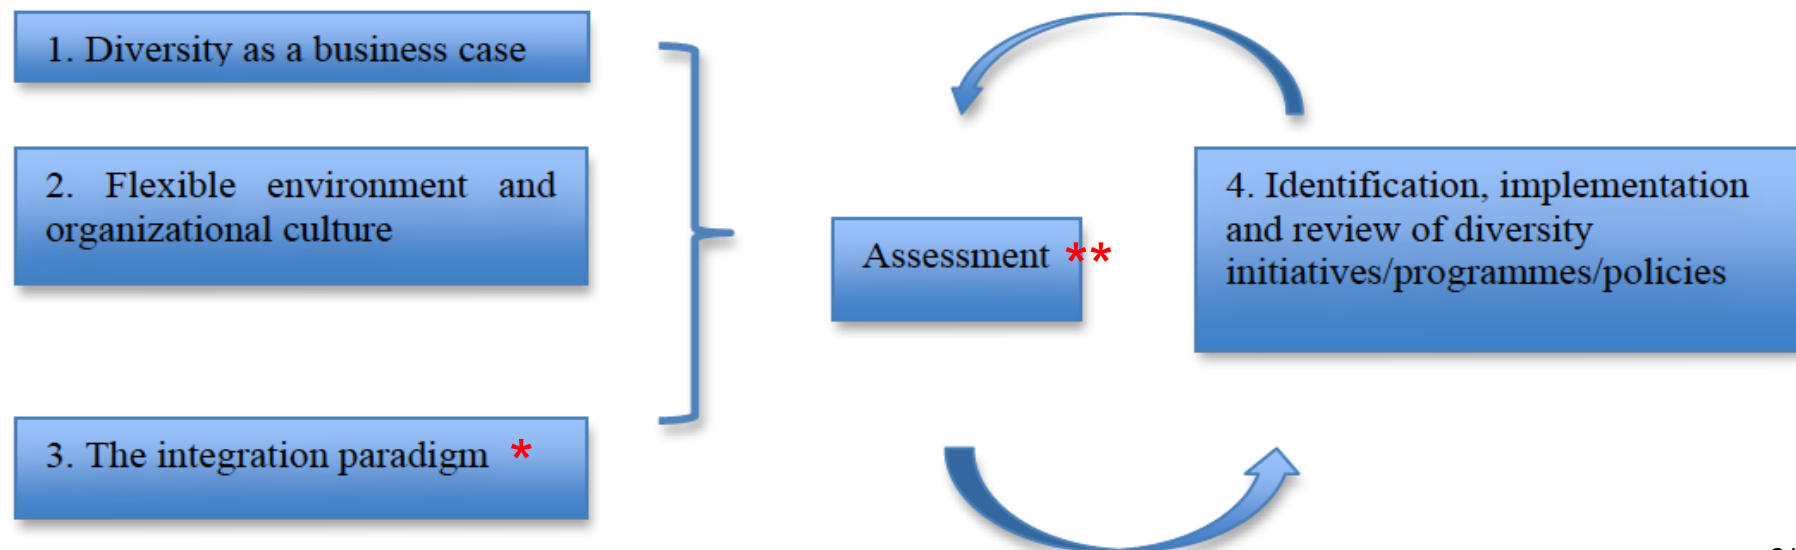 1. Diversity as a business case
2. Flexible environment and
organizational culture
3. The integration paradigm *
Assessment **
4. Identification, implementation
and review of diversity
initiatives/programmes/policies